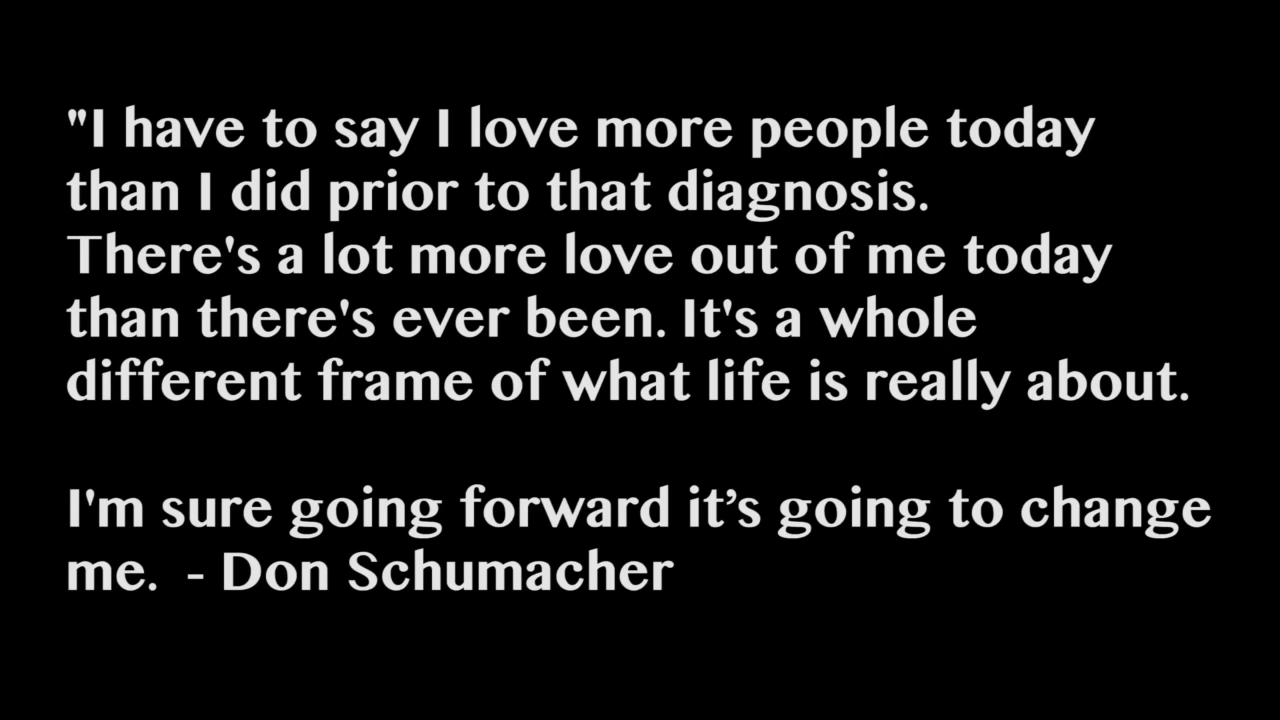 "I have to say I love more people today
than I did prior to that diagnosis.
There's a lot more love out of me today
than there's ever been. It's a whole
different frame of what life is really about.
I'm sure going forward it’s going to change
me.  - Don Schumacher